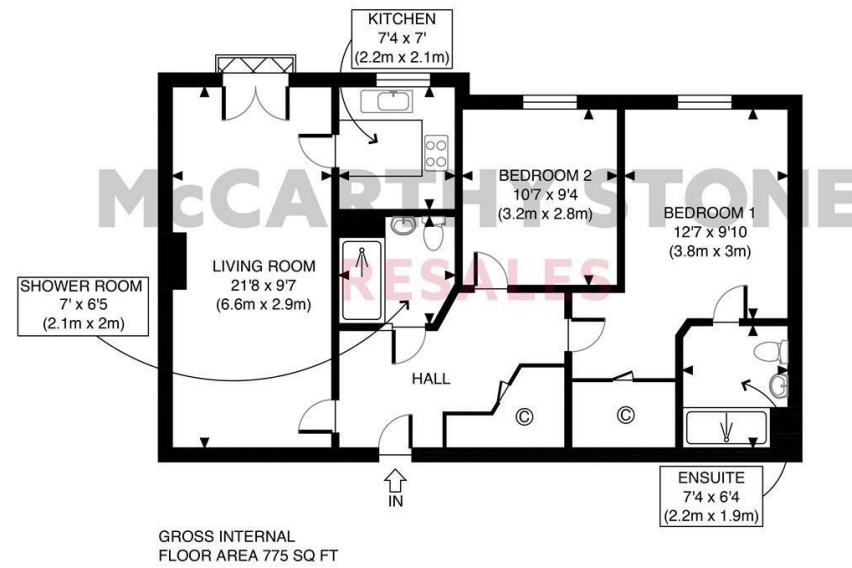 KITCHEN
7'4 x 7'
(2.2m x 2.1m)
McCARTHY STONE
RESALES
BEDROOM 2
10'7 x 9'4
(3.2m x 2.8m)
BEDROOM 1
12'7 x 9'10
(3.8m x 3m)
LIVING ROOM
21'8 x 9'7
(6.6m x 2.9m)
SHOWER ROOM
7' x 6'5
(2.1m x 2m)
HALL
C
C
IN
ENSUITE
7'4 x 6'4
(2.2m x 1.9m)
GROSS INTERNAL
FLOOR AREA 775 SQ FT